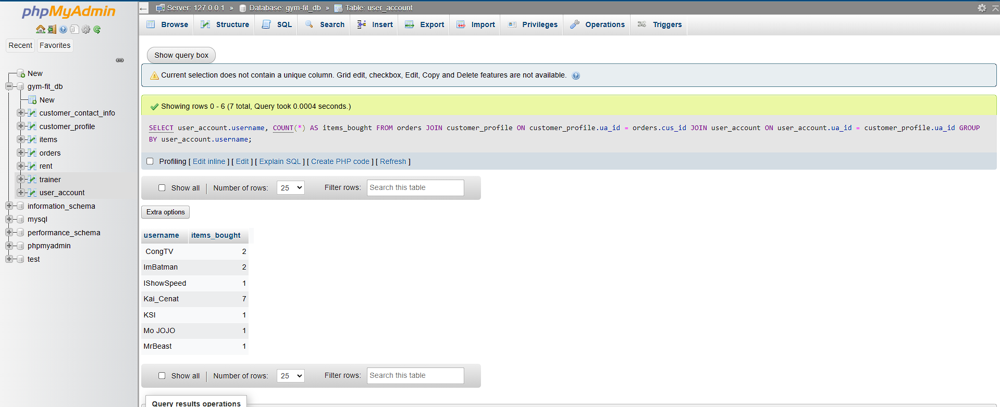 phpMyAdmin
Recent Favorites
New
gym-fit_db
New
customer_contact_info
customer_profile
items
orders
rent
trainer
user_account
information_schema
mysql
performance_schema
phpmyadmin
test
Server: 127.0.0.1 » Database: gym-fit_db » Table: user_account
Browse Structure SQL Search Insert Export Import Privileges Operations Triggers
Show query box
Current selection does not contain a unique column. Grid edit, checkbox, Edit, Copy and Delete features are not available.
Showing rows 0 - 6 (7 total, Query took 0.0004 seconds.)
SELECT user_account.username, COUNT(*) AS items_bought FROM orders JOIN customer_profile ON customer_profile.ua_id = orders.cus_id JOIN user_account ON user_account.ua_id = customer_profile.ua_id GROUP
BY user_account.username;
Profiling [ Edit inline ] [ Edit ] [ Explain SQL ] [ Create PHP code ] [ Refresh ]
Show all | Number of rows: 25 Filter rows: Search this table
Extra options
username items_bought
CongTV 2
ImBatman 2
IShowSpeed 1
Kai_Cenat 7
KSI 1
Mo JOJO 1
MrBeast 1
Show all | Number of rows: 25 Filter rows: Search this table
Query results operations